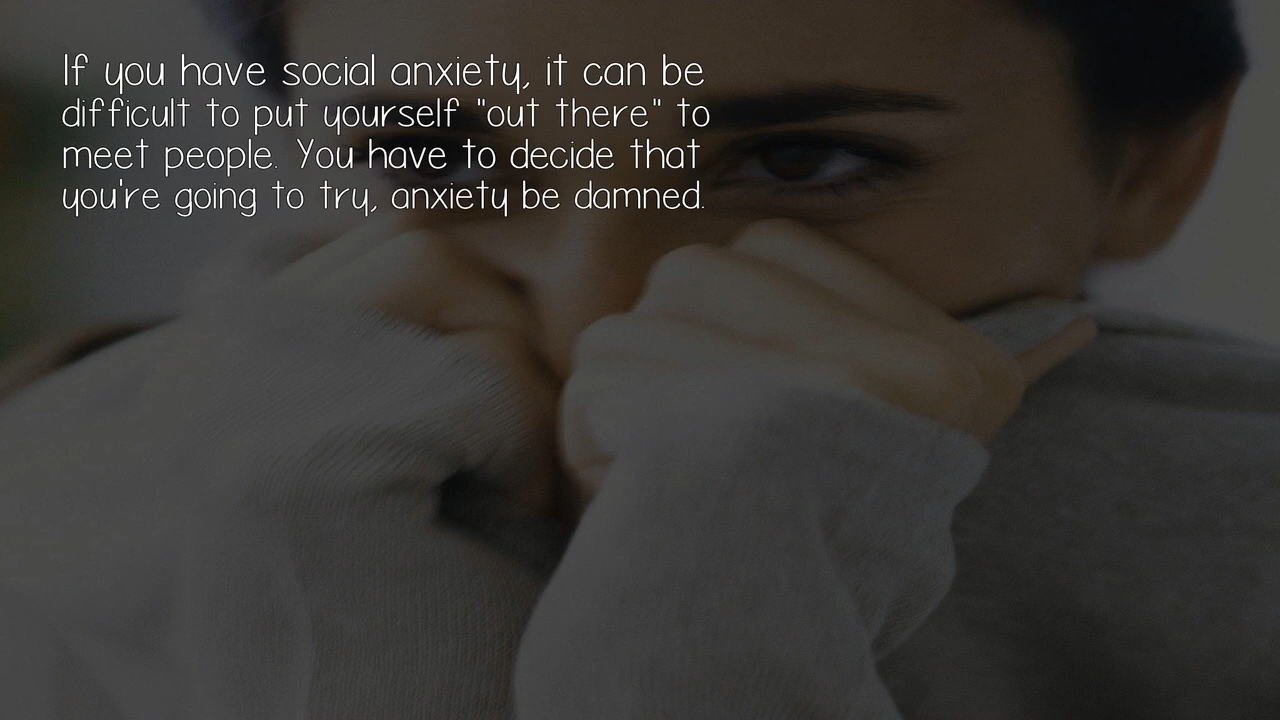 If you have social anxiety, it can be
difficult to put yourself "out there" to
meet people. You have to decide that
you're going to try, anxiety be damned.